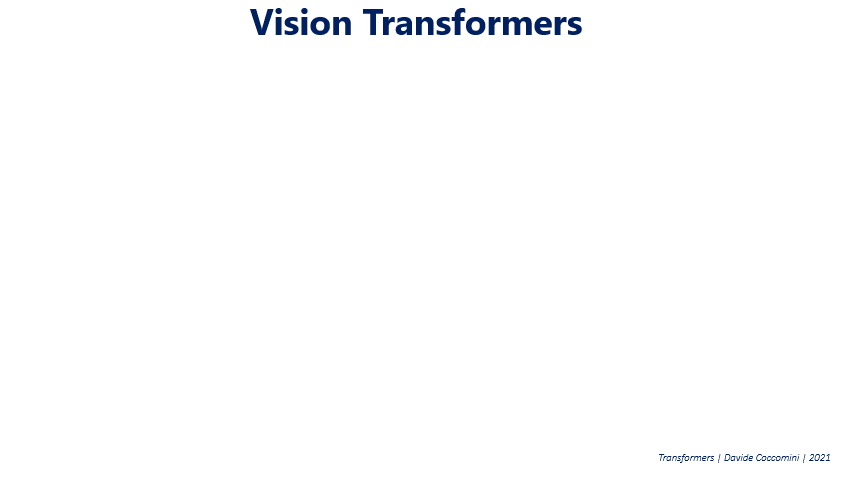 Vision Transformers
Transformers | Davide Coccomini | 2021